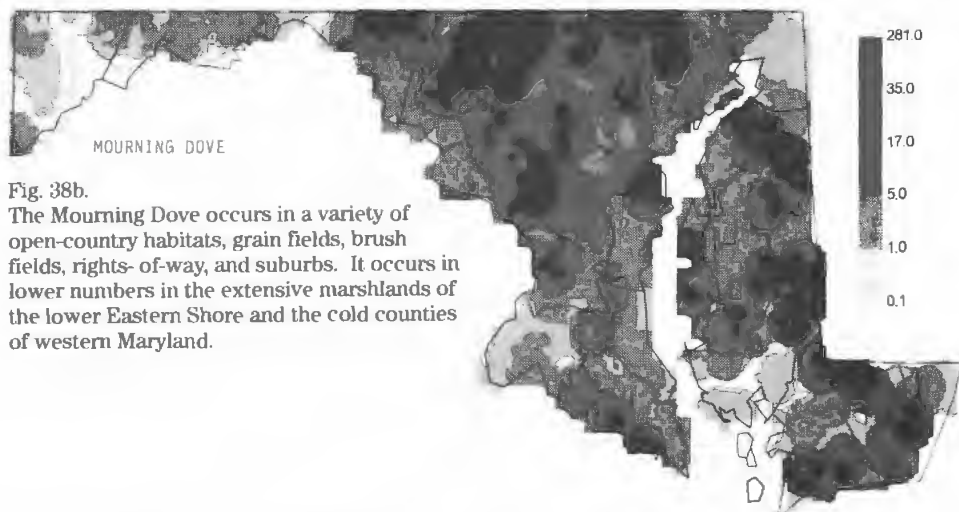 281.0
35.0
17.0
5.0
1.0
0.1
MOURNING DOVE
Fig. 38b.
The Mourning Dove occurs in a variety of
open-country habitats, grain fields, brush
fields, rights- of-way, and suburbs. It occurs in
lower numbers in the extensive marshlands of
the lower Eastern Shore and the cold counties
of western Maryland.